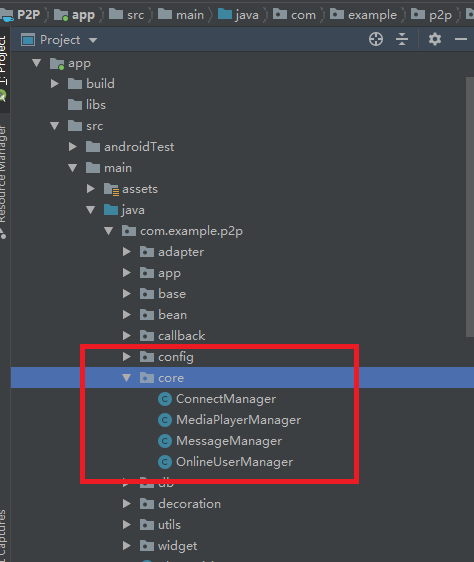 P2P app src main java com example p2p
1: Project
Project
app
build
libs
src
androidTest
main
assets
java
com.example.p2p
adapter
app
base
bean
callback
config
core
ConnectManager
MediaPlayerManager
MessageManager
OnlineUserManager
db
decoration
utils
widget
Resource Manager
Captures